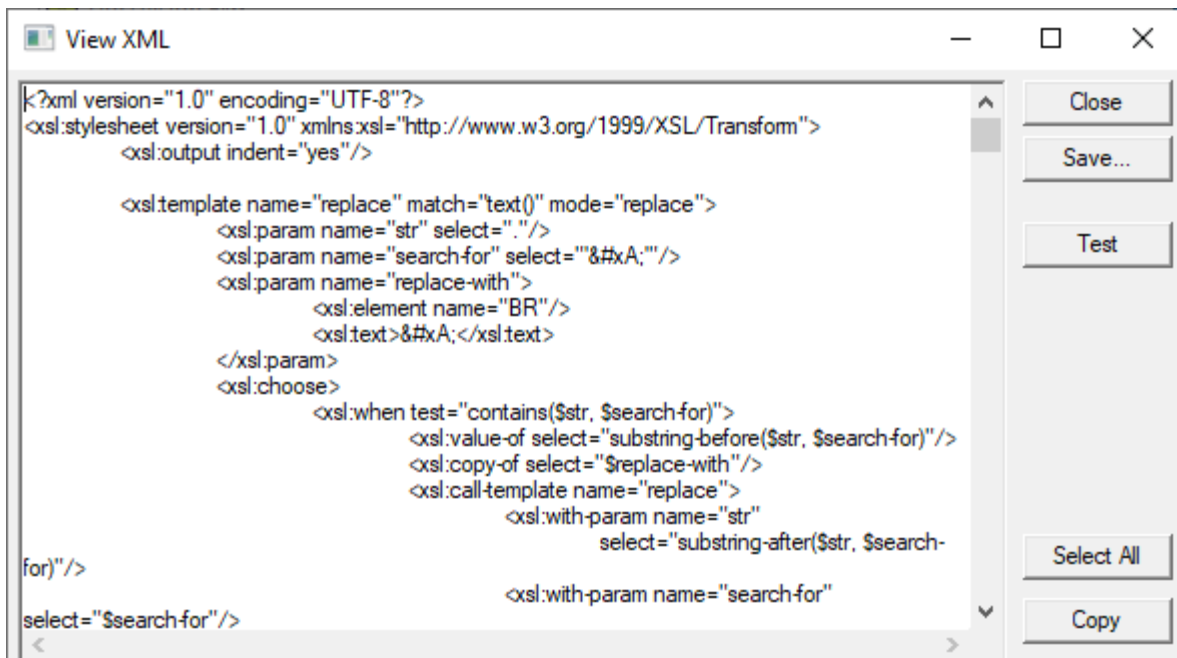 View XML
<?xml version="1.0" encoding="UTF-8"?>
<xsl:stylesheet version="1.0" xmlns:xsl="http://www.w3.org/1999/XSL/Transform">
<xsl:output indent="yes"/>
<xsl:template name="replace" match="text()" mode="replace">
<xsl:param name="str" select="."/>
<xsl:param name="search-for" select="'&#xA;'"/>
<xsl:param name="replace-with">
<xsl:element name="BR"/>
<xsl:text>&#xA;</xsl:text>
</xsl:param>
<xsl:choose>
<xsl:when test="contains($str, $search-for)">
<xsl:value-of select="substring-before($str, $search-for)"/>
<xsl:copy-of select="$replace-with"/>
<xsl:call-template name="replace">
<xsl:with-param name="str"
select="substring-after($str, $search-
for)"/>
<xsl:with-param name="search-for"
select="$search-for"/>
Close
Save...
Test
Select All
Copy